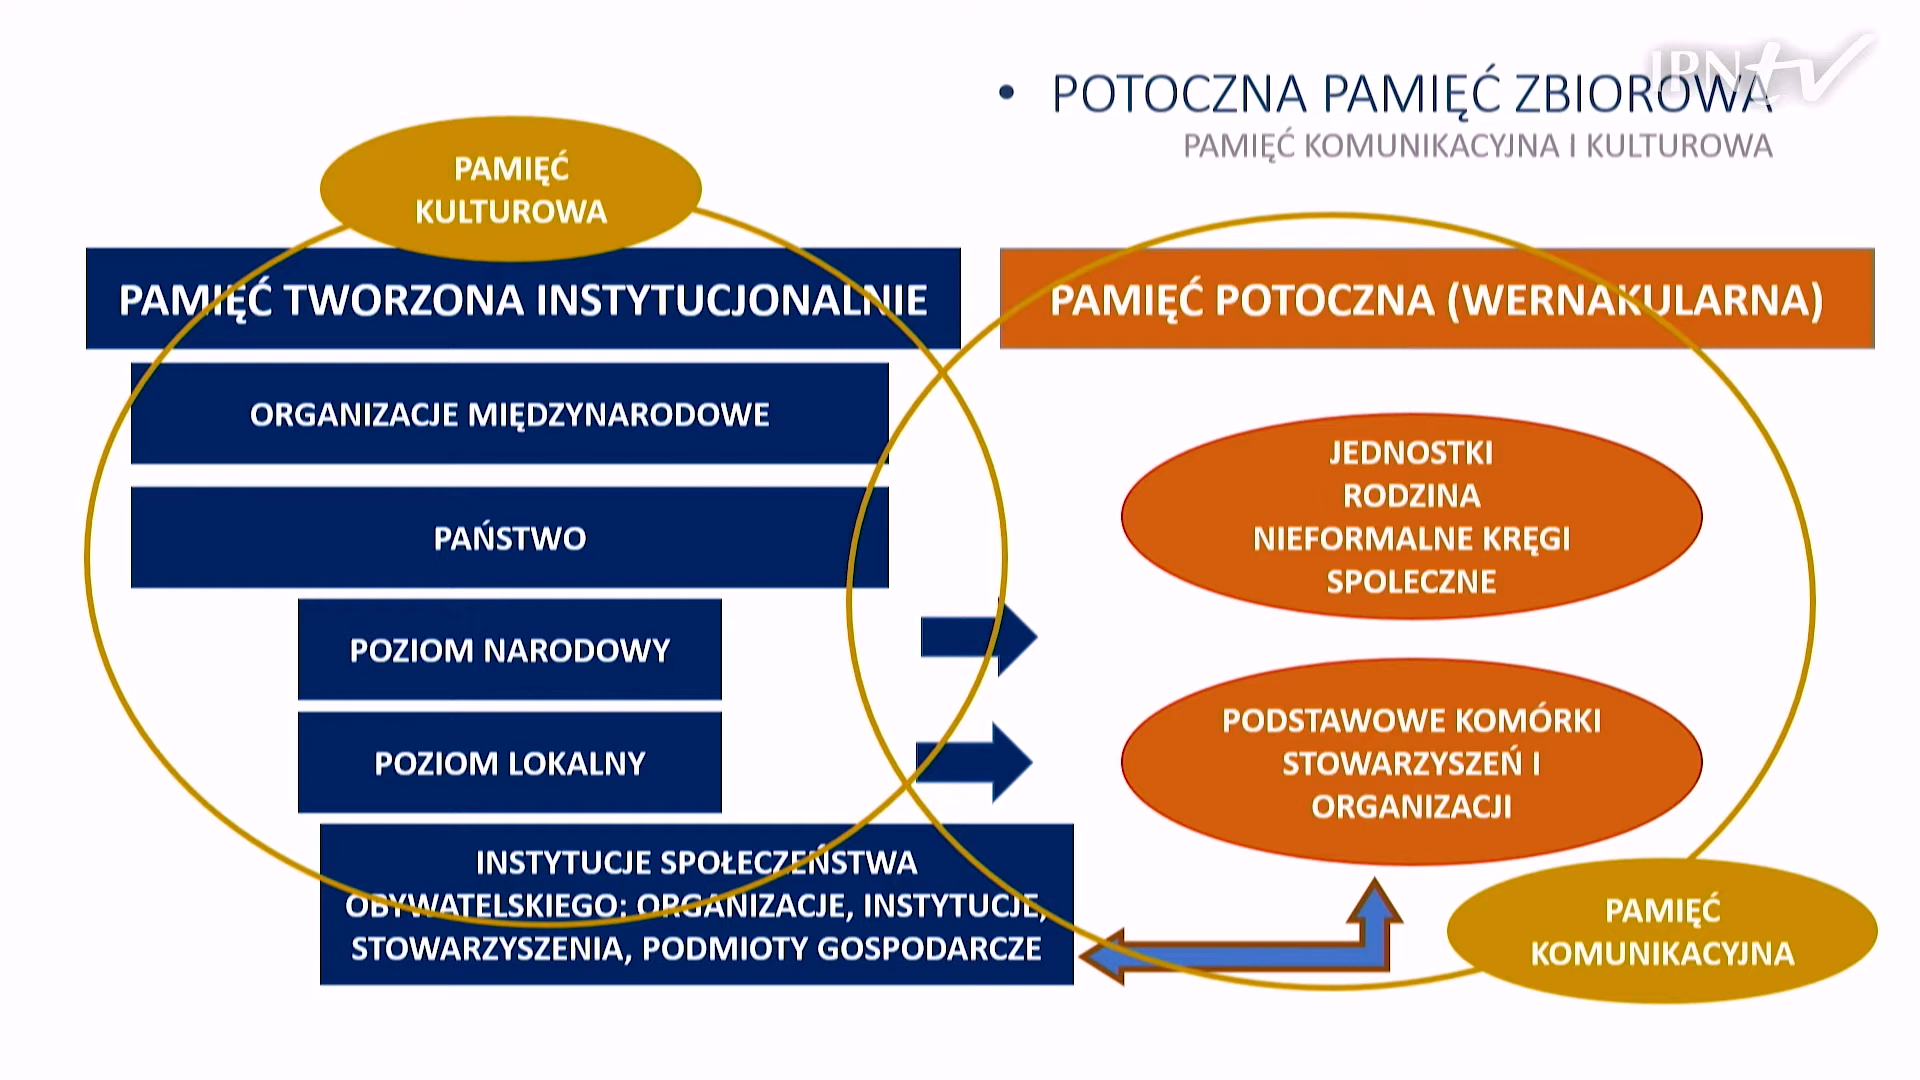 IPNtv
• POTOCZNA PAMIĘĆ ZBIOROWA
PAMIĘĆ KOMUNIKACYJNA I KULTUROWA
PAMIĘĆ
KULTUROWA
PAMIĘĆ TWORZONA INSTYTUCJONALNIE
ORGANIZACJE MIĘDZYNARODOWE
PAŃSTWO
POZIOM NARODOWY
POZIOM LOKALNY
INSTYTUCJE SPOŁECZEŃSTWA
OBYWATELSKIEGO: ORGANIZACJE, INSTYTUCJE,
STOWARZYSZENIA, PODMIOTY GOSPODARCZE
PAMIĘĆ POTOCZNA (WERNAKULARNA)
JEDNOSTKI
RODZINA
NIEFORMALNE KRĘGI
SPOLECZNE
PODSTAWOWE KOMÓRKI
STOWARZYSZEŃ I
ORGANIZACJI
PAMIĘĆ
KOMUNIKACYJNA